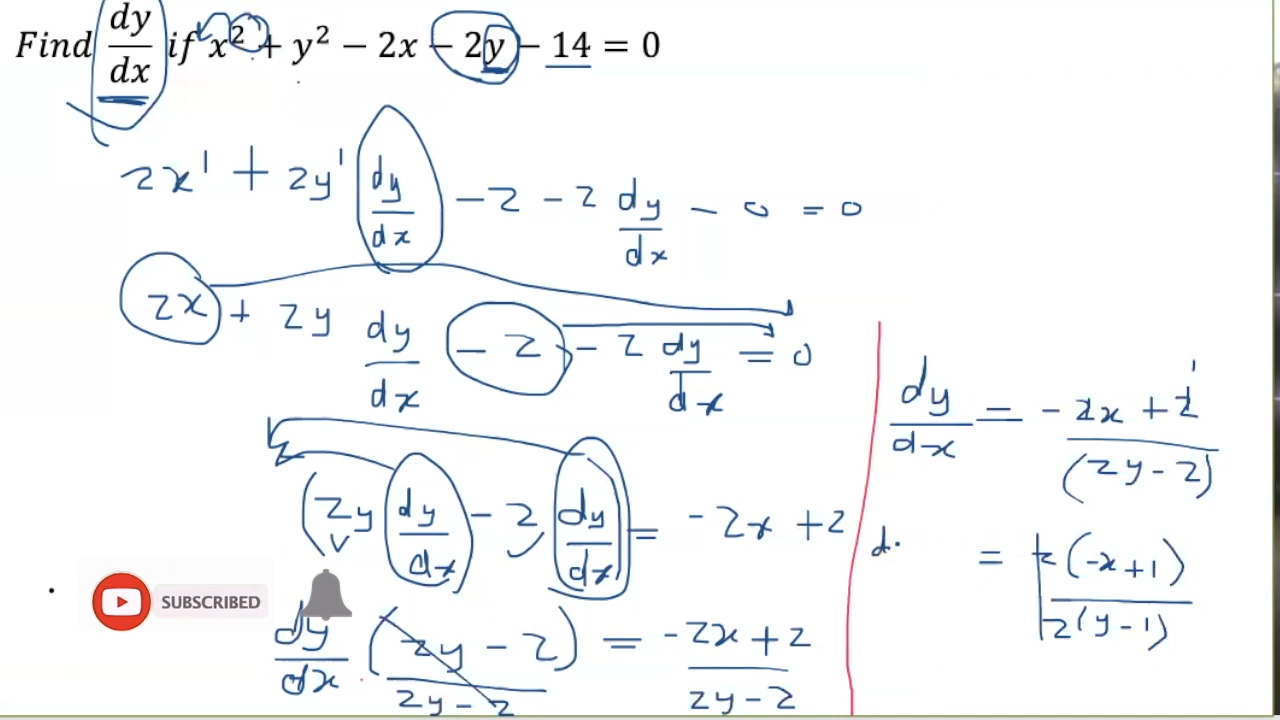 Find dy/dx if x² + y² − 2x − 2y − 14 = 0
2x¹ + 2y¹ dy/dx − 2 − 2 dy/dx − 0 = 0
2x + 2y dy/dx − 2 − 2 dy/dx = 0
(2y dy/dx − 2) dy/dx = -2x + 2
dy/dx (2y − 2)/2y − 2 = -2x + 2/2y − 2
dy/dx = -2x + 2/(2y − 2)
d.
= 2(-x + 1)/2(y − 1)
SUBSCRIBED